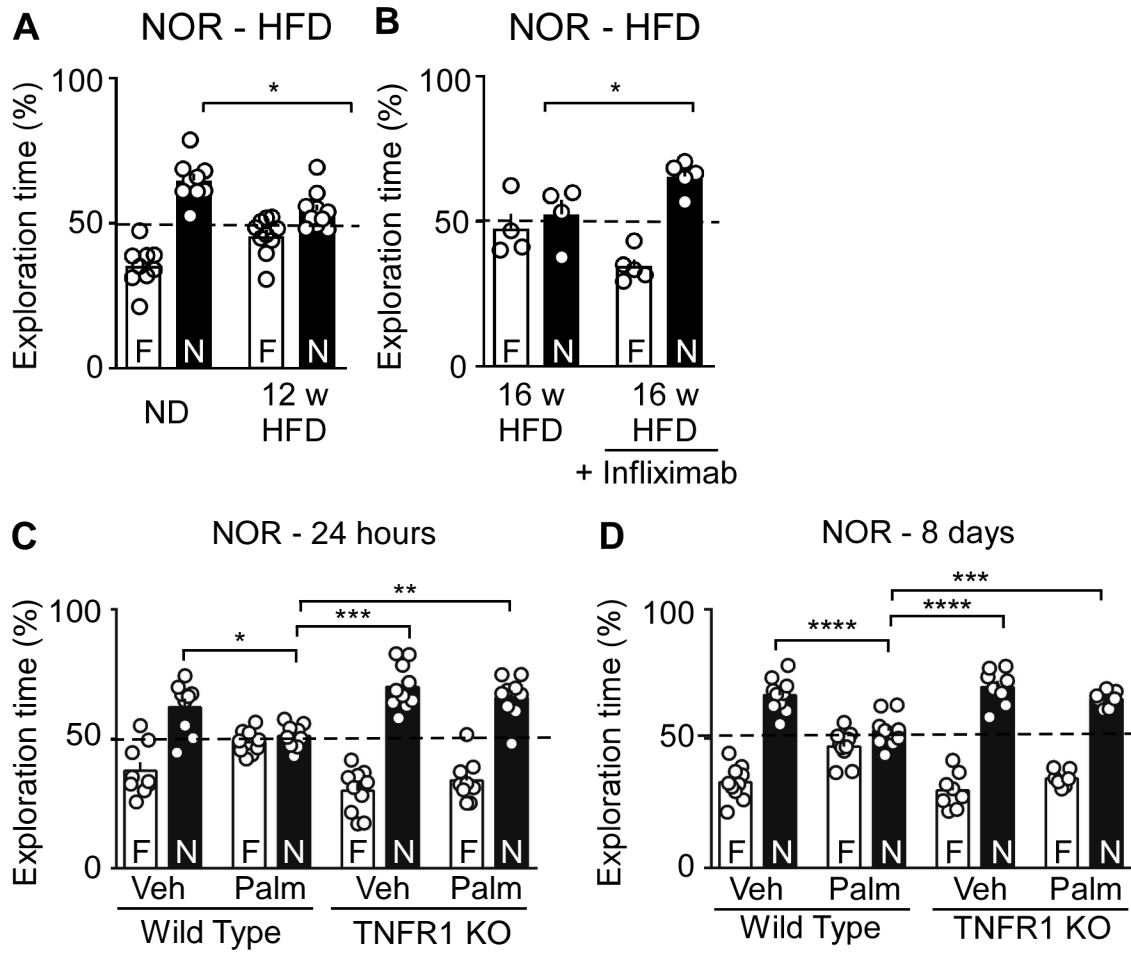 A
NOR - HFD
Exploration time (%)
100
50
0
*
F
N
F
N
ND
12 w
HFD
B
NOR - HFD
Exploration time (%)
100
50
0
*
F
N
F
N
16 w
HFD
16 w
HFD
+ Infliximab
C
NOR - 24 hours
Exploration time (%)
100
50
0
*
***
**
F
N
F
N
F
N
F
N
Veh
Palm
Veh
Palm
Wild Type
TNFR1 KO
D
NOR - 8 days
Exploration time (%)
100
50
0
****
****
***
F
N
F
N
F
N
F
N
Veh
Palm
Veh
Palm
Wild Type
TNFR1 KO